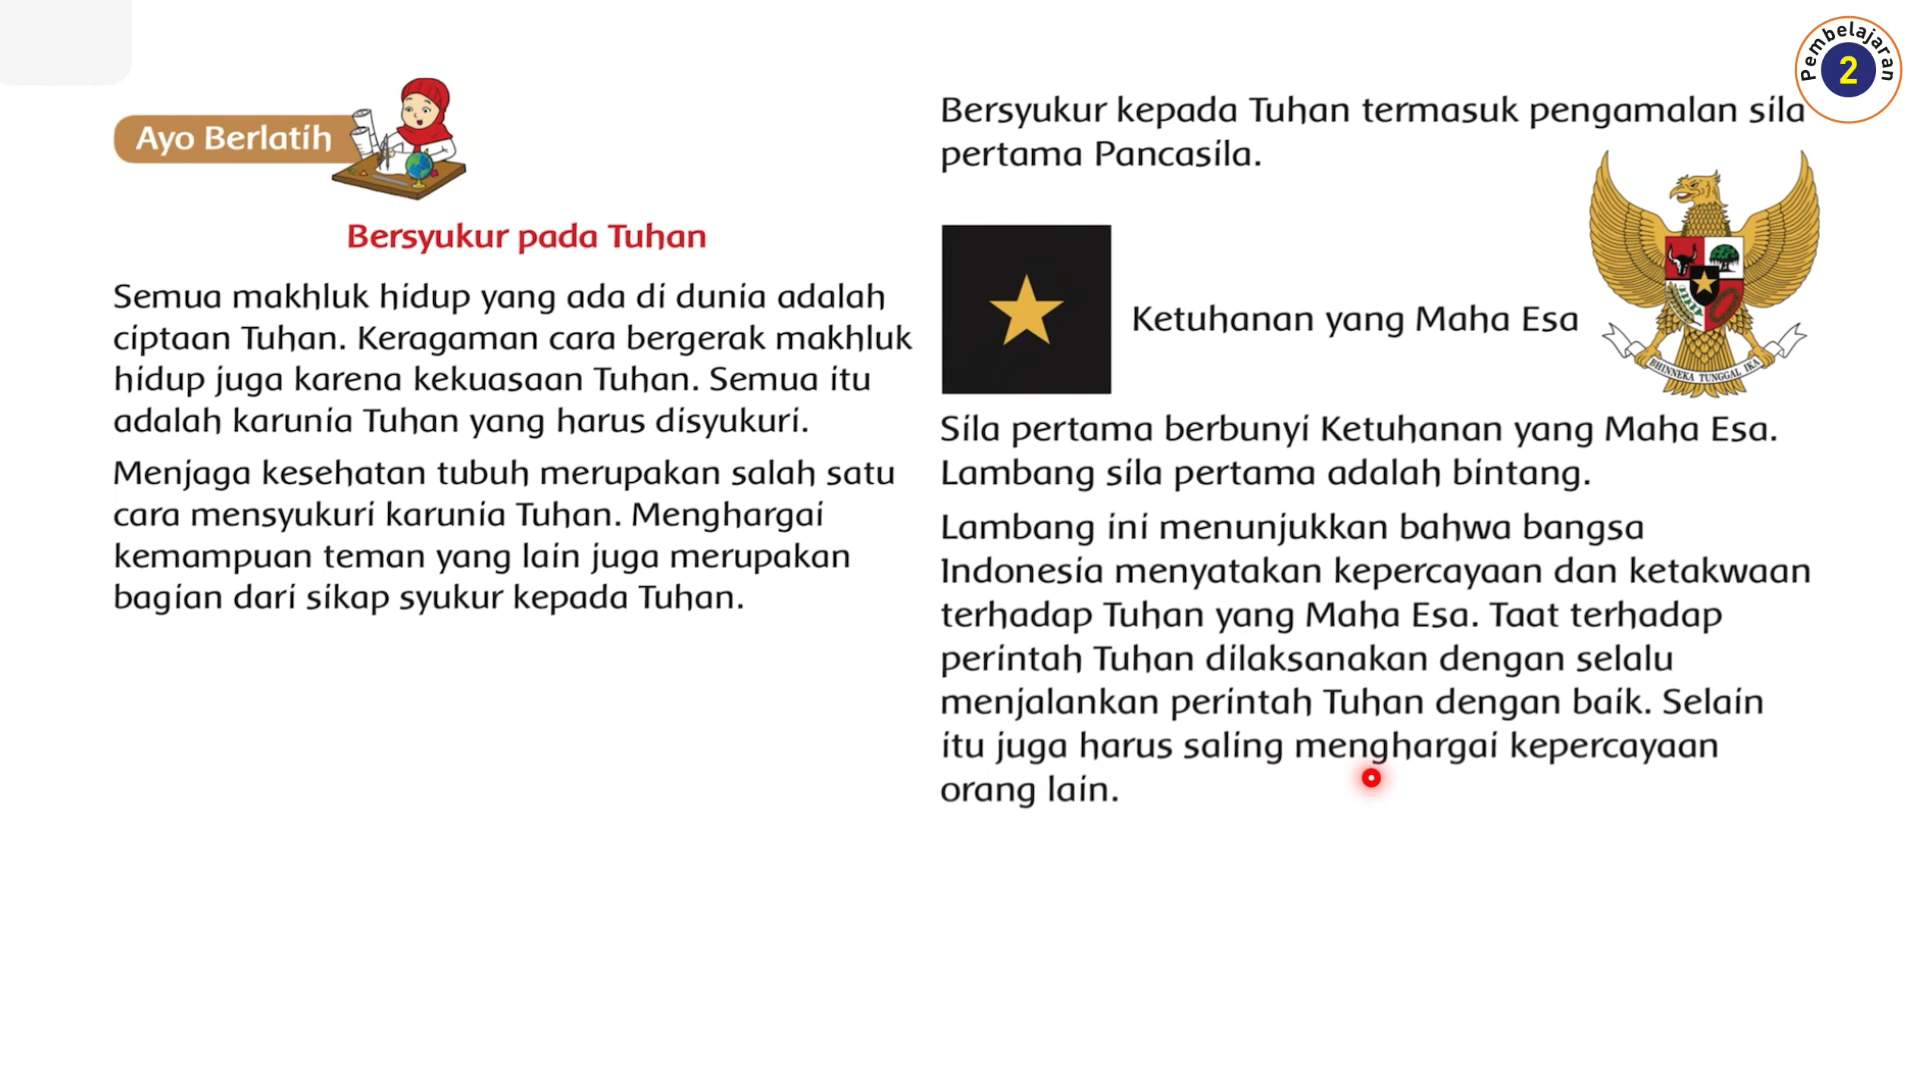 Pembelajaran
2
Ayo Berlatih
Bersyukur pada Tuhan
Semua makhluk hidup yang ada di dunia adalah
ciptaan Tuhan. Keragaman cara bergerak makhluk
hidup juga karena kekuasaan Tuhan. Semua itu
adalah karunia Tuhan yang harus disyukuri.
Menjaga kesehatan tubuh merupakan salah satu
cara mensyukuri karunia Tuhan. Menghargai
kemampuan teman yang lain juga merupakan
bagian dari sikap syukur kepada Tuhan.
Bersyukur kepada Tuhan termasuk pengamalan sila
pertama Pancasila.
Ketuhanan yang Maha Esa
BHINNEKA TUNGGAL IKA
Sila pertama berbunyi Ketuhanan yang Maha Esa.
Lambang sila pertama adalah bintang.
Lambang ini menunjukkan bahwa bangsa
Indonesia menyatakan kepercayaan dan ketakwaan
terhadap Tuhan yang Maha Esa. Taat terhadap
perintah Tuhan dilaksanakan dengan selalu
menjalankan perintah Tuhan dengan baik. Selain
itu juga harus saling menghargai kepercayaan
orang lain.